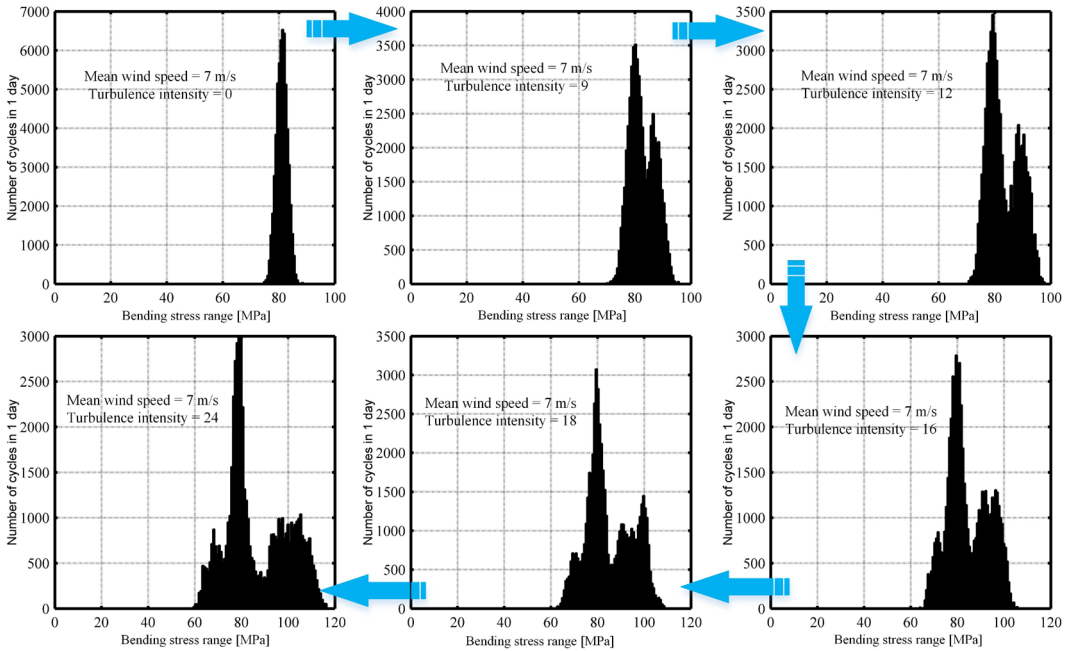 7000
6000
5000
4000
3000
2000
1000
0
Number of cycles in 1 day
Mean wind speed = 7 m/s
Turbulence intensity = 0
0 20 40 60 80 100
Bending stress range [MPa]
4000
3500
3000
2500
2000
1500
1000
500
0
Number of cycles in 1 day
Mean wind speed = 7 m/s
Turbulence intensity = 9
0 20 40 60 80 100
Bending stress range [MPa]
3500
3000
2500
2000
1500
1000
500
0
Number of cycles in 1 day
Mean wind speed = 7 m/s
Turbulence intensity = 12
0 20 40 60 80 100
Bending stress range [MPa]
3000
2500
2000
1500
1000
500
0
Number of cycles in 1 day
Mean wind speed = 7 m/s
Turbulence intensity = 24
0 20 40 60 80 100 120
Bending stress range [MPa]
3500
3000
2500
2000
1500
1000
500
0
Number of cycles in 1 day
Mean wind speed = 7 m/s
Turbulence intensity = 18
0 20 40 60 80 100 120
Bending stress range [MPa]
3000
2500
2000
1500
1000
500
0
Number of cycles in 1 day
Mean wind speed = 7 m/s
Turbulence intensity = 16
0 20 40 60 80 100 120
Bending stress range [MPa]